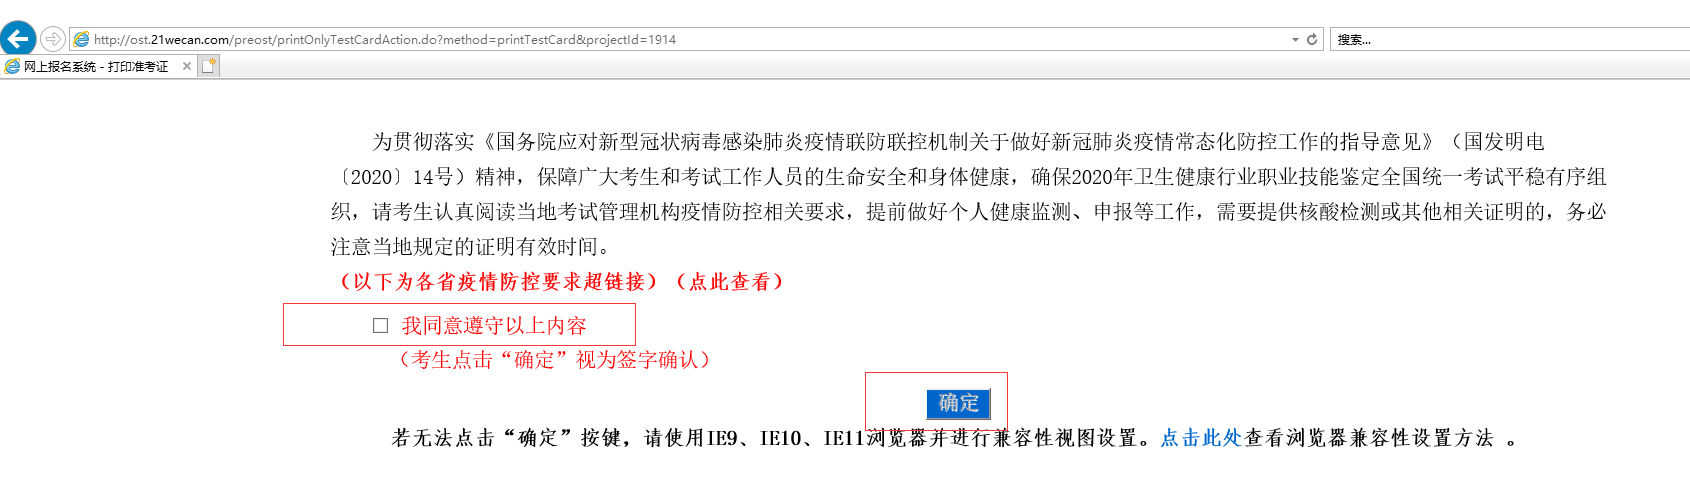 http://ost.21wecan.com/preost/printOnlyTestCardAction.do?method=printTestCard&projectId=1914
搜索...
网上报名系统 - 打印准考证
为贯彻落实《国务院应对新型冠状病毒感染肺炎疫情联防联控机制关于做好新冠肺炎疫情常态化防控工作的指导意见》（国发明电
〔2020〕14号）精神，保障广大考生和考试工作人员的生命安全和身体健康，确保2020年卫生健康行业职业技能鉴定全国统一考试平稳有序组
织，请考生认真阅读当地考试管理机构疫情防控相关要求，提前做好个人健康监测、申报等工作，需要提供核酸检测或其他相关证明的，务必
注意当地规定的证明有效时间。
（以下为各省疫情防控要求超链接）（点此查看）
我同意遵守以上内容
（考生点击“确定”视为签字确认）
确定
若无法点击“确定”按键，请使用IE9、IE10、IE11浏览器并进行兼容性视图设置。点击此处查看浏览器兼容性设置方法 。